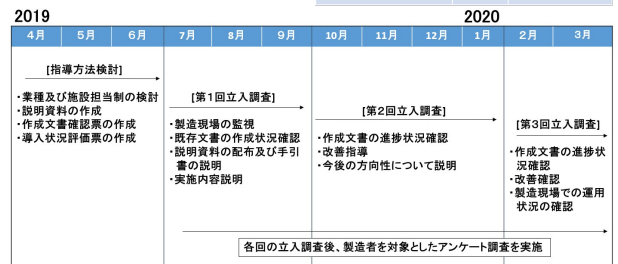 2019
2020
4月 5月 6月 7月 8月 9月 10月 11月 12月 1月 2月 3月
[指導方法検討]
・業種及び施設担当制の検討
・説明資料の作成
・作成文書確認票の作成
・導入状況評価票の作成
[第1回立入調査]
・製造現場の監視
・既存文書の作成状況確認
・説明資料の配布及び手引
書の説明
・実施内容説明
[第2回立入調査]
・作成文書の進捗状況確認
・改善指導
・今後の方向性について説明
[第3回立入調査]
・作成文書の進捗状
況確認
・改善確認
・製造現場での運用
状況の確認
各回の立入調査後、製造者を対象としたアンケート調査を実施